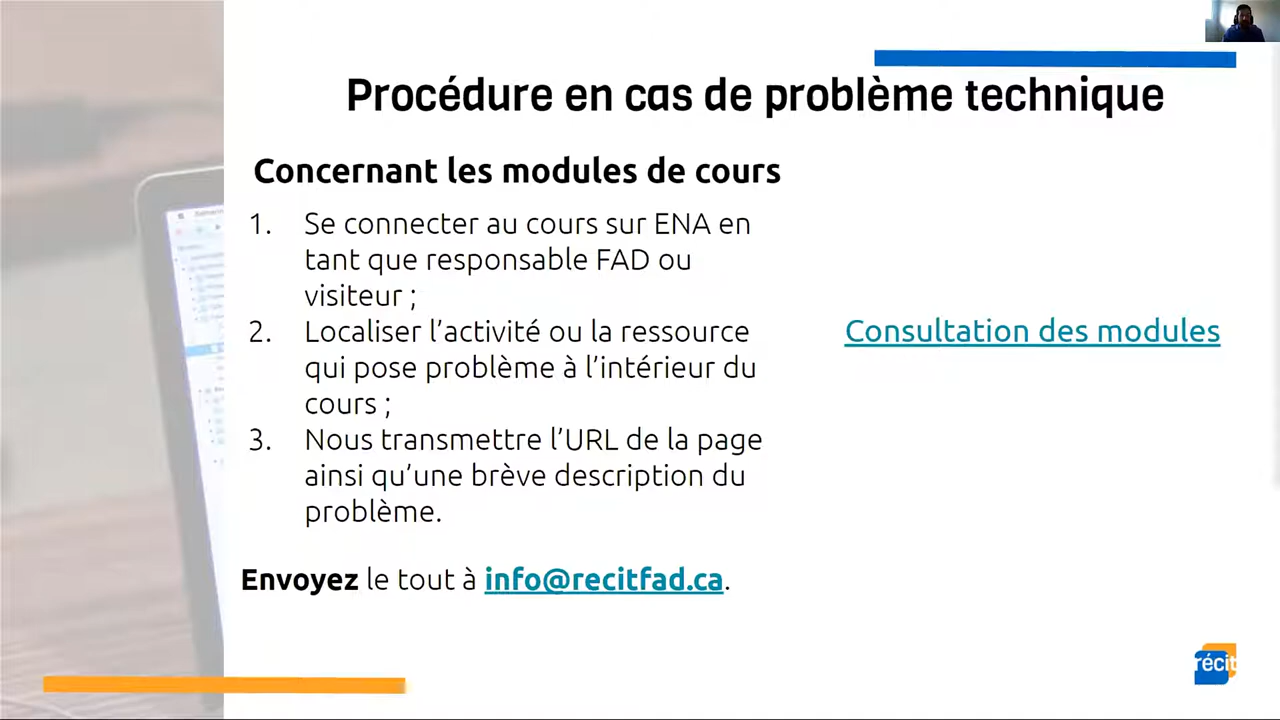 Procédure en cas de problème technique
Concernant les modules de cours
1. Se connecter au cours sur ENA en
tant que responsable FAD ou
visiteur ;
2. Localiser l’activité ou la ressource
qui pose problème à l’intérieur du
cours ;
3. Nous transmettre l’URL de la page
ainsi qu’une brève description du
problème.
Consultation des modules
Envoyez le tout à info@recitfad.ca.
récit